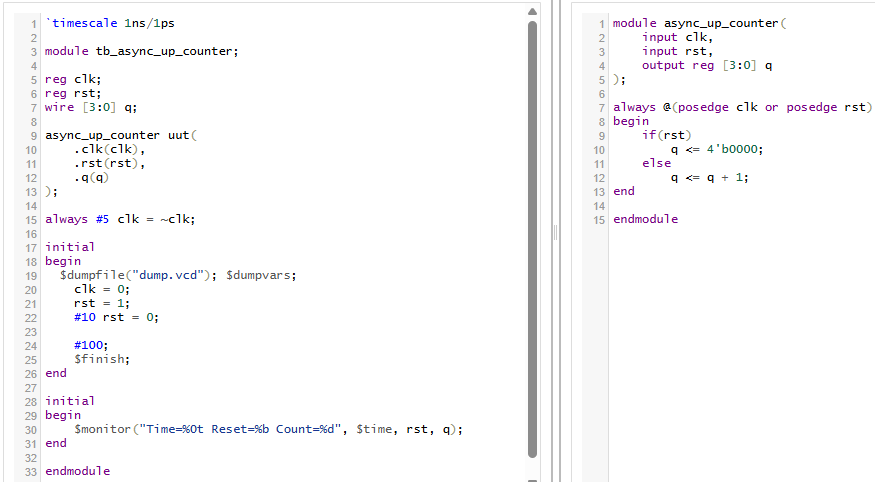 1 `timescale 1ns/1ps
2
3 module tb_async_up_counter;
4
5 reg clk;
6 reg rst;
7 wire [3:0] q;
8
9 async_up_counter uut(
10     .clk(clk),
11     .rst(rst),
12     .q(q)
13 );
14
15 always #5 clk = ~clk;
16
17 initial
18 begin
19   $dumpfile("dump.vcd"); $dumpvars;
20     clk = 0;
21     rst = 1;
22     #10 rst = 0;
23
24     #100;
25     $finish;
26 end
27
28 initial
29 begin
30     $monitor("Time=%0t Reset=%b Count=%d", $time, rst, q);
31 end
32
33 endmodule
1 module async_up_counter(
2     input clk,
3     input rst,
4     output reg [3:0] q
5 );
6
7 always @(posedge clk or posedge rst)
8 begin
9     if(rst)
10         q <= 4'b0000;
11     else
12         q <= q + 1;
13 end
14
15 endmodule